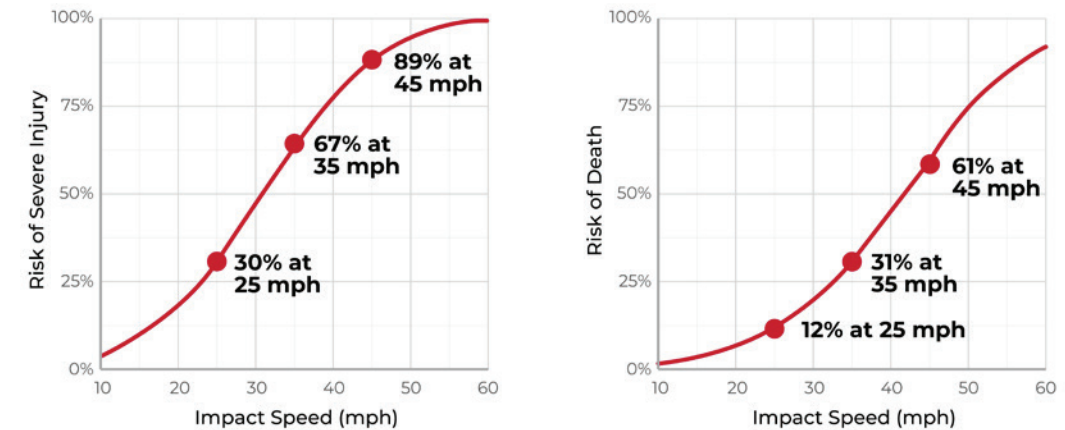 100%
75%
50%
25%
0%
Risk of Severe Injury
89% at
45 mph
67% at
35 mph
30% at
25 mph
10 20 30 40 50 60
Impact Speed (mph)
100%
75%
50%
25%
0%
Risk of Death
61% at
45 mph
31% at
35 mph
12% at 25 mph
10 20 30 40 50 60
Impact Speed (mph)